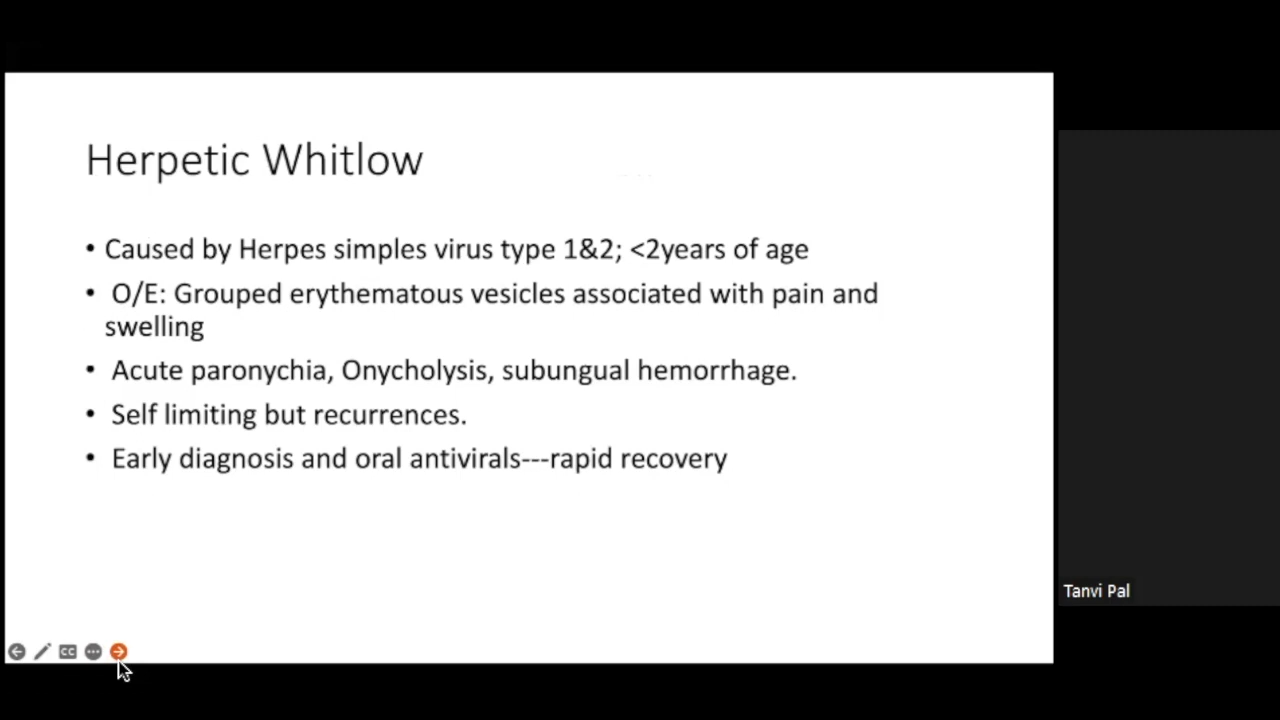 Herpetic Whitlow
• Caused by Herpes simples virus type 1&2; <2years of age
• O/E: Grouped erythematous vesicles associated with pain and
swelling
• Acute paronychia, Onycholysis, subungual hemorrhage.
• Self limiting but recurrences.
• Early diagnosis and oral antivirals---rapid recovery
CC
Tanvi Pal